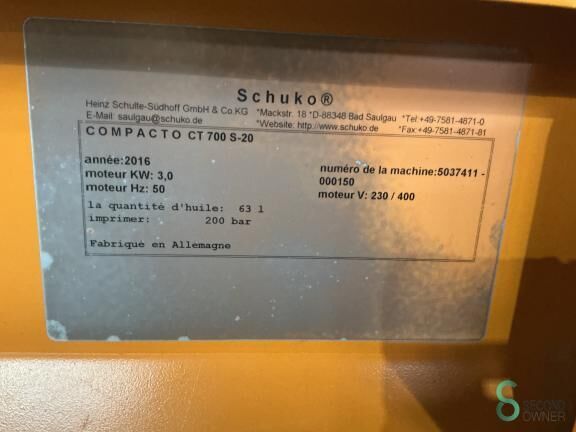 Schuko®
Heinz Schulte-Südhoff GmbH & Co.KG *Mackstr. 18 *D-88348 Bad Saulgau *Tel:+49-7581-4871-0
E-Mail: saulgau@schuko.de *Website: http://www.schuko.de *Fax:+49-7581-4871-81
COMPACTO CT 700 S-20
année:2016
moteur KW: 3,0
moteur Hz: 50
numéro de la machine:5037411 -
000150
moteur V: 230 / 400
la quantité d'huile: 63 l
imprimer: 200 bar
Fabriqué en Allemagne
SECOND
OWNER